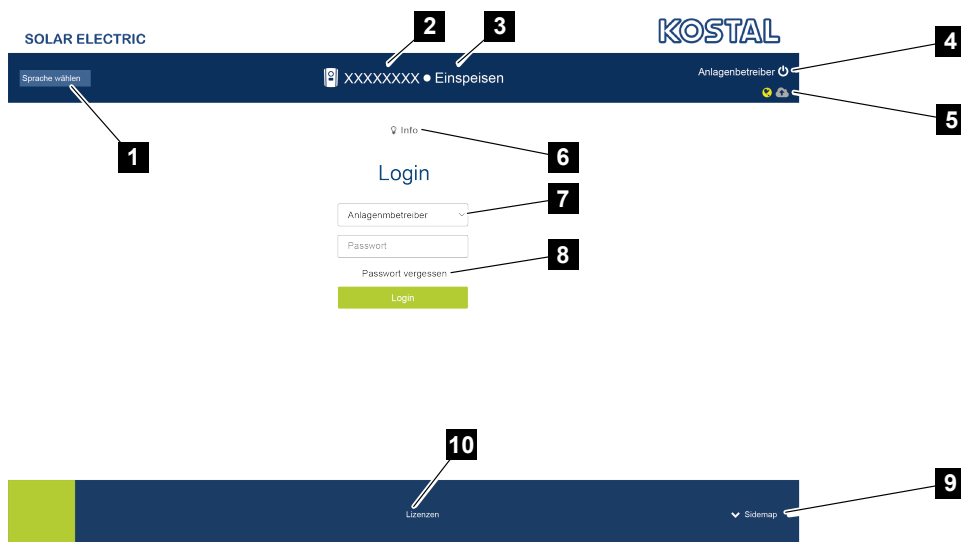 2 3
SOLAR ELECTRIC KOSTAL
4
Sprache wählen XXXXXXXX ● Einspeisen Anlagenbetreiber
5
Info
1 6
Login
7
Anlagenmbetreiber
Passwort
8
Passwort vergessen
Login
10
9
Lizenzen Sidemap